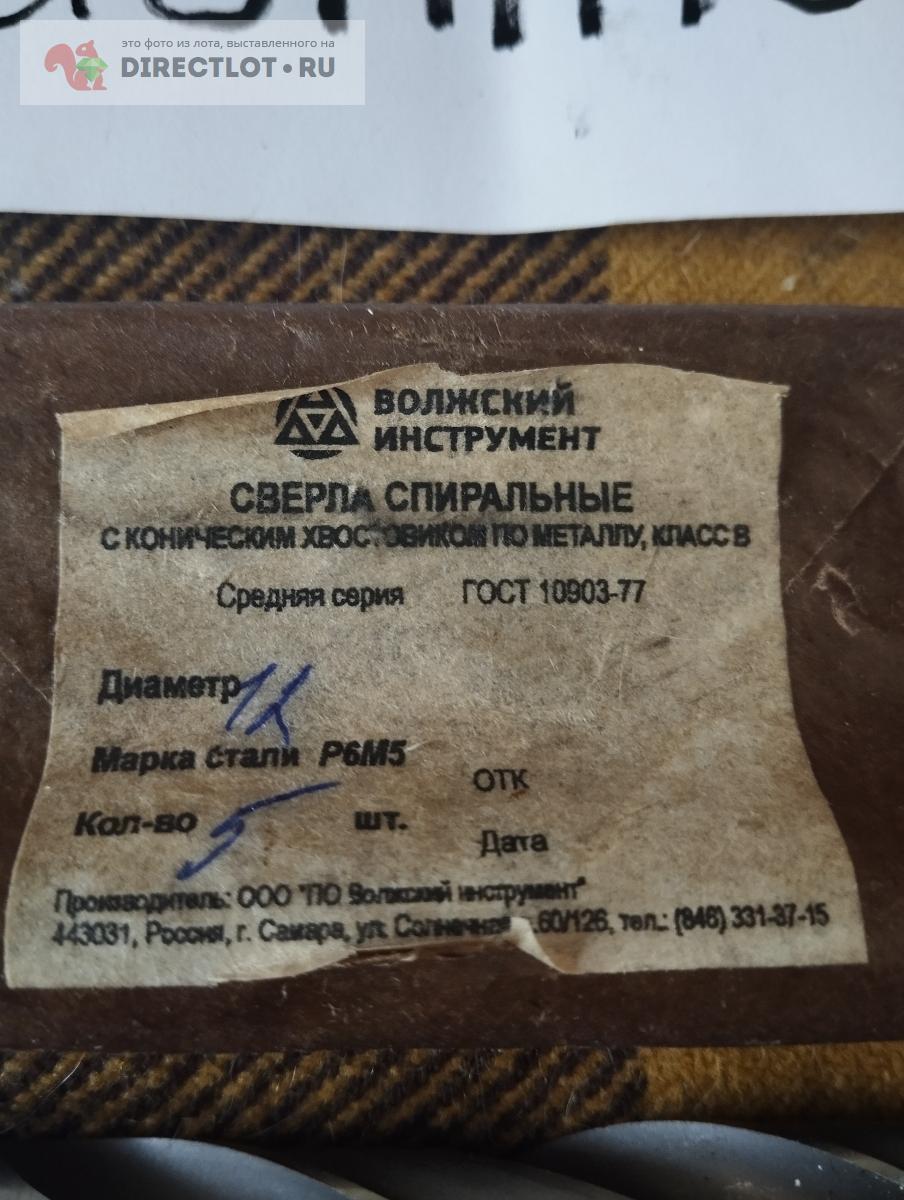 это фото из лота, выставленного на
DIRECTLOT•RU
ВОЛЖСКИЙ
ИНСТРУМЕНТ
СВЕРЛА СПИРАЛЬНЫЕ
С КОНИЧЕСКИМ ХВОСТОВИКОМ ПО МЕТАЛЛУ, КЛАСС В
Средняя серия ГОСТ 10903-77
Диаметр
Марка стали Р6М5
ОТК
Кол-во 5 шт.
Дата
Производитель: ООО "ПО Волжский инструмент"
443031, Россия, г. Самара, ул. Солнечная .60/126, тел.: (846) 331-37-15